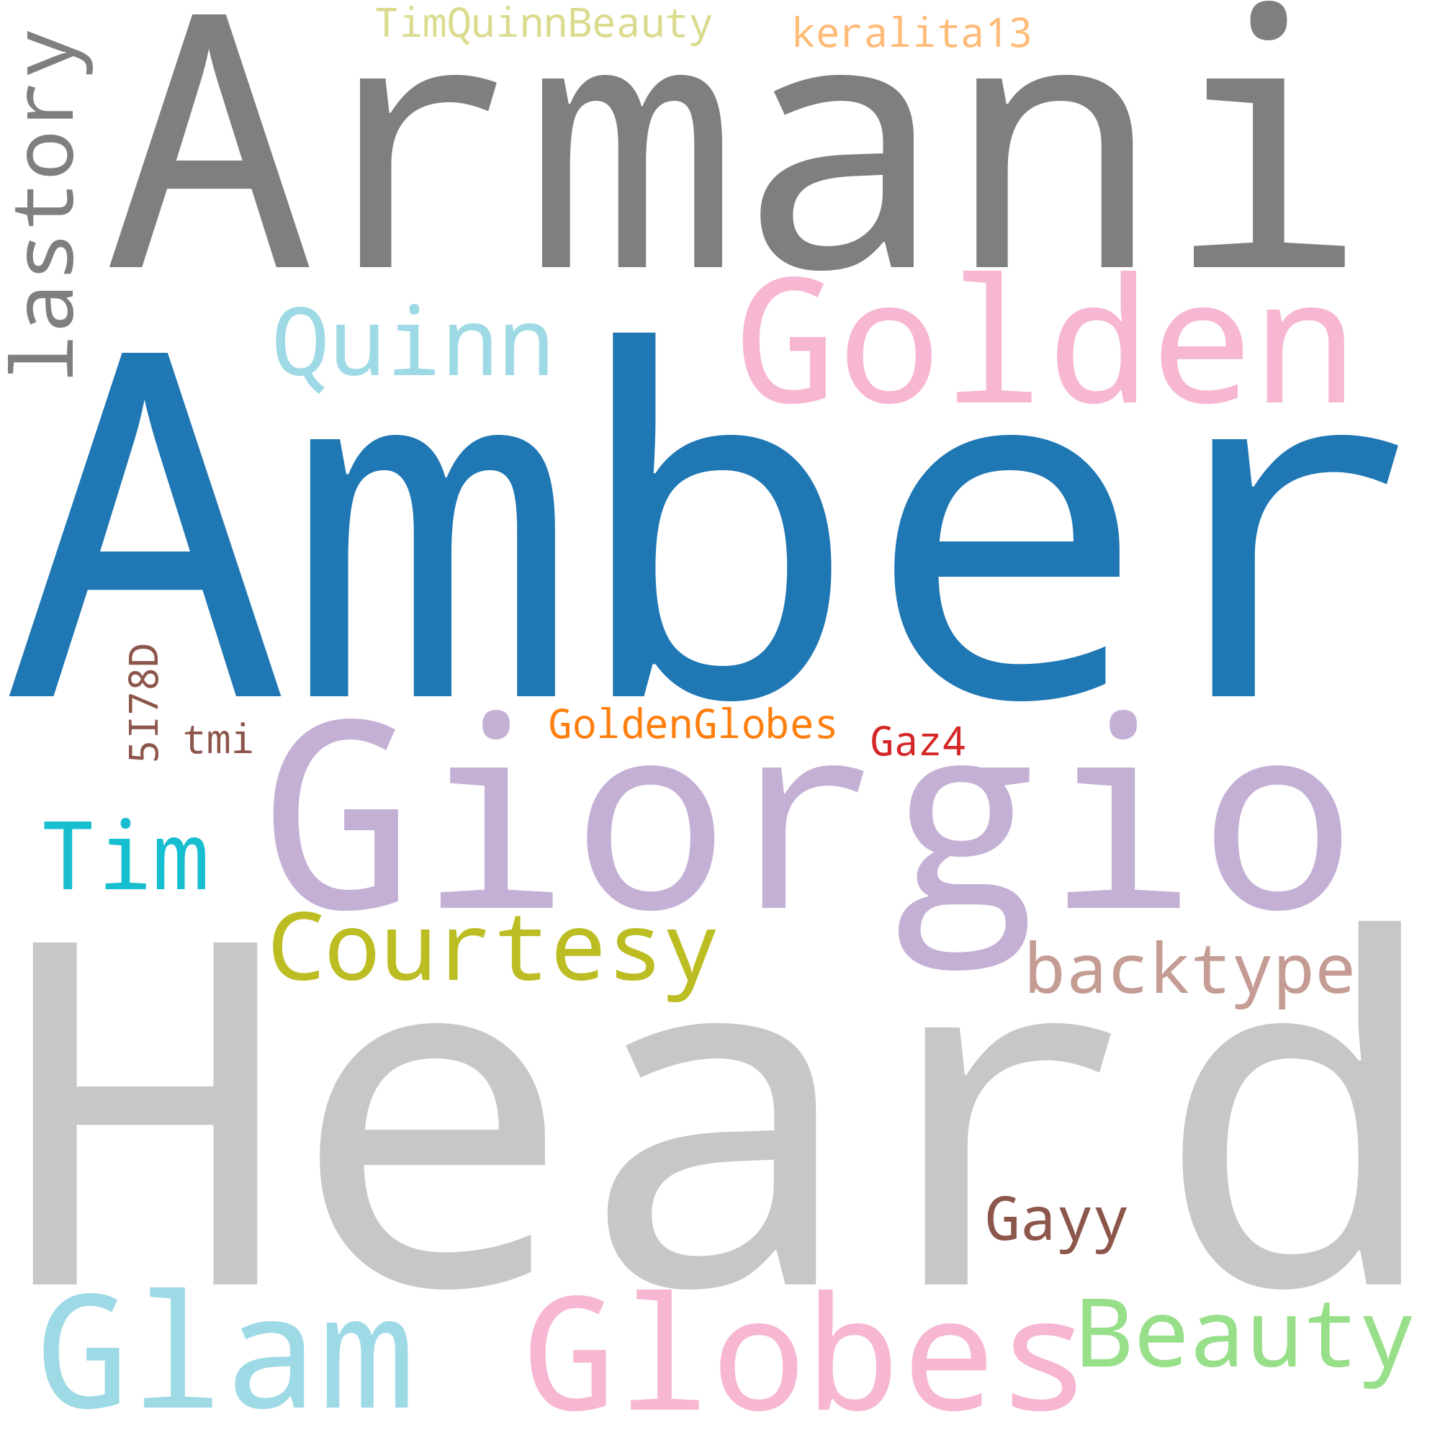 TimQuinnBeauty
keralita13
Armani
lastory
Quinn
Golden
Amber
5I78D
tmi
GoldenGlobes
Gaz4
Giorgio
Tim
Courtesy
backtype
Heard
Gayy
Glam
Globes
Beauty